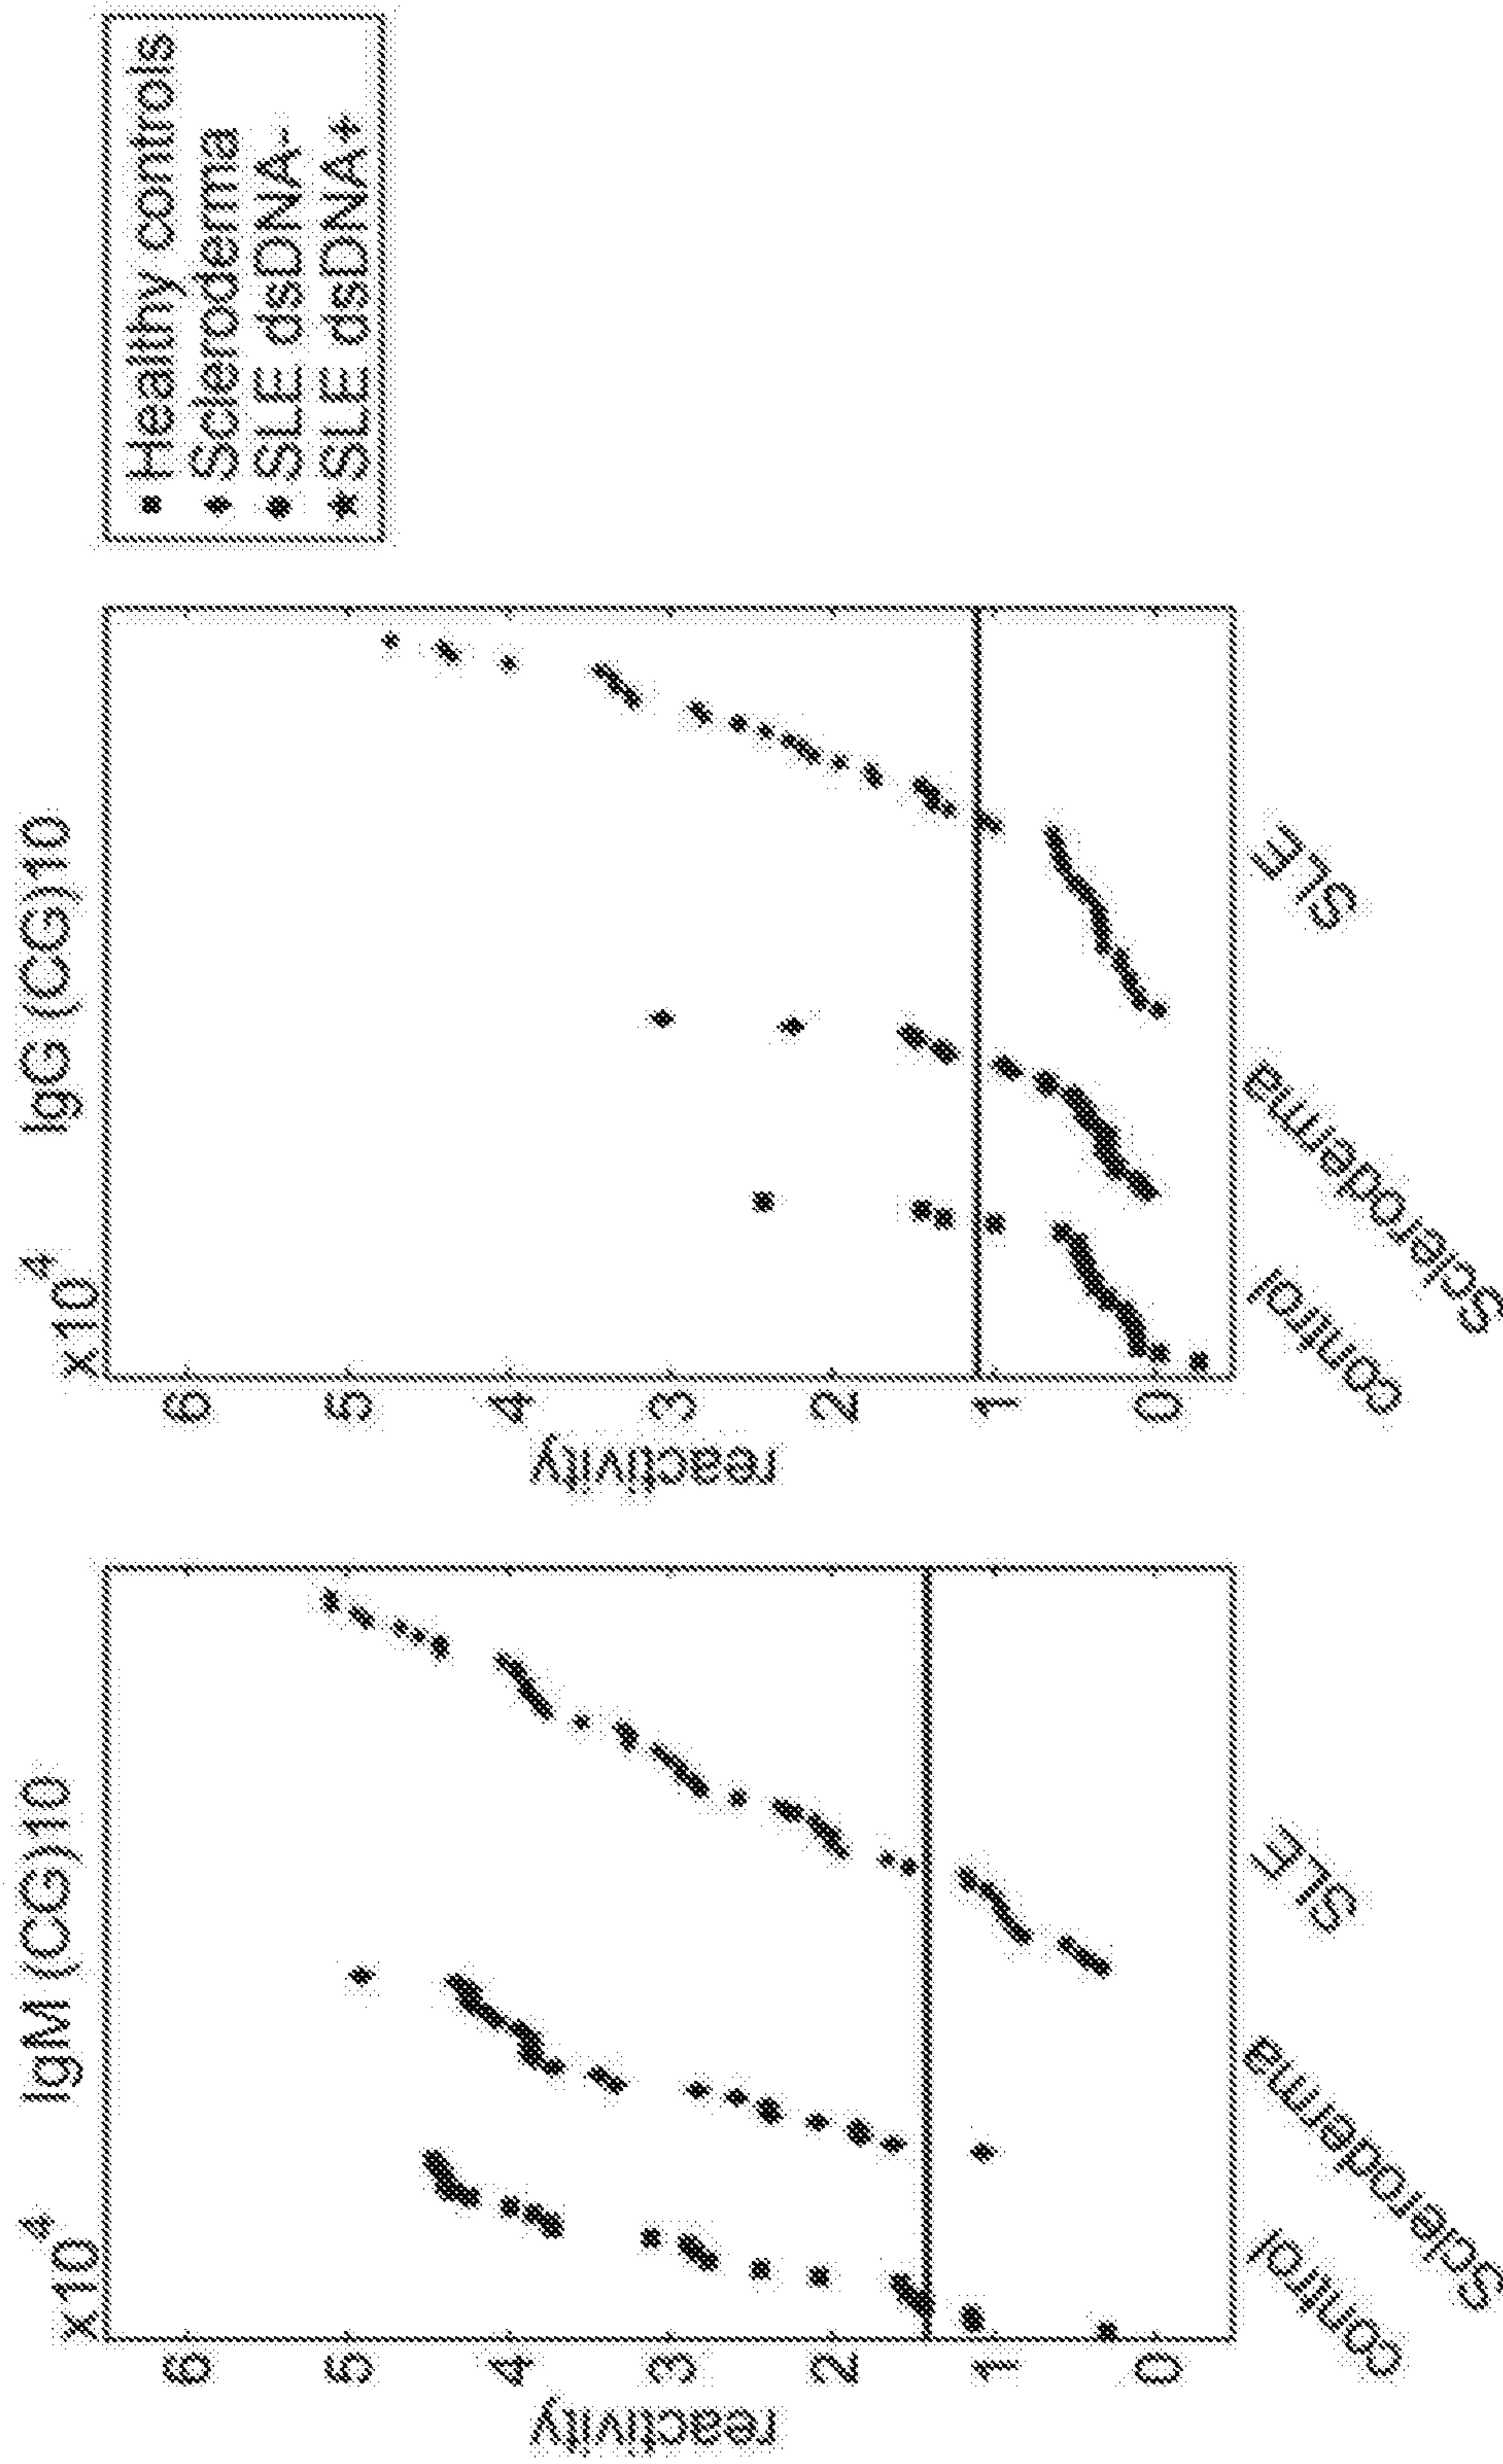 IgM (CG)10
x10^4
6
5
4
3
2
1
0
reactivity
control
Scleroderma
SLE
IgG (CG)10
x10^4
6
5
4
3
2
1
0
reactivity
control
Scleroderma
SLE
Healthy controls
Scleroderma
SLE dsDNA-
SLE dsDNA+